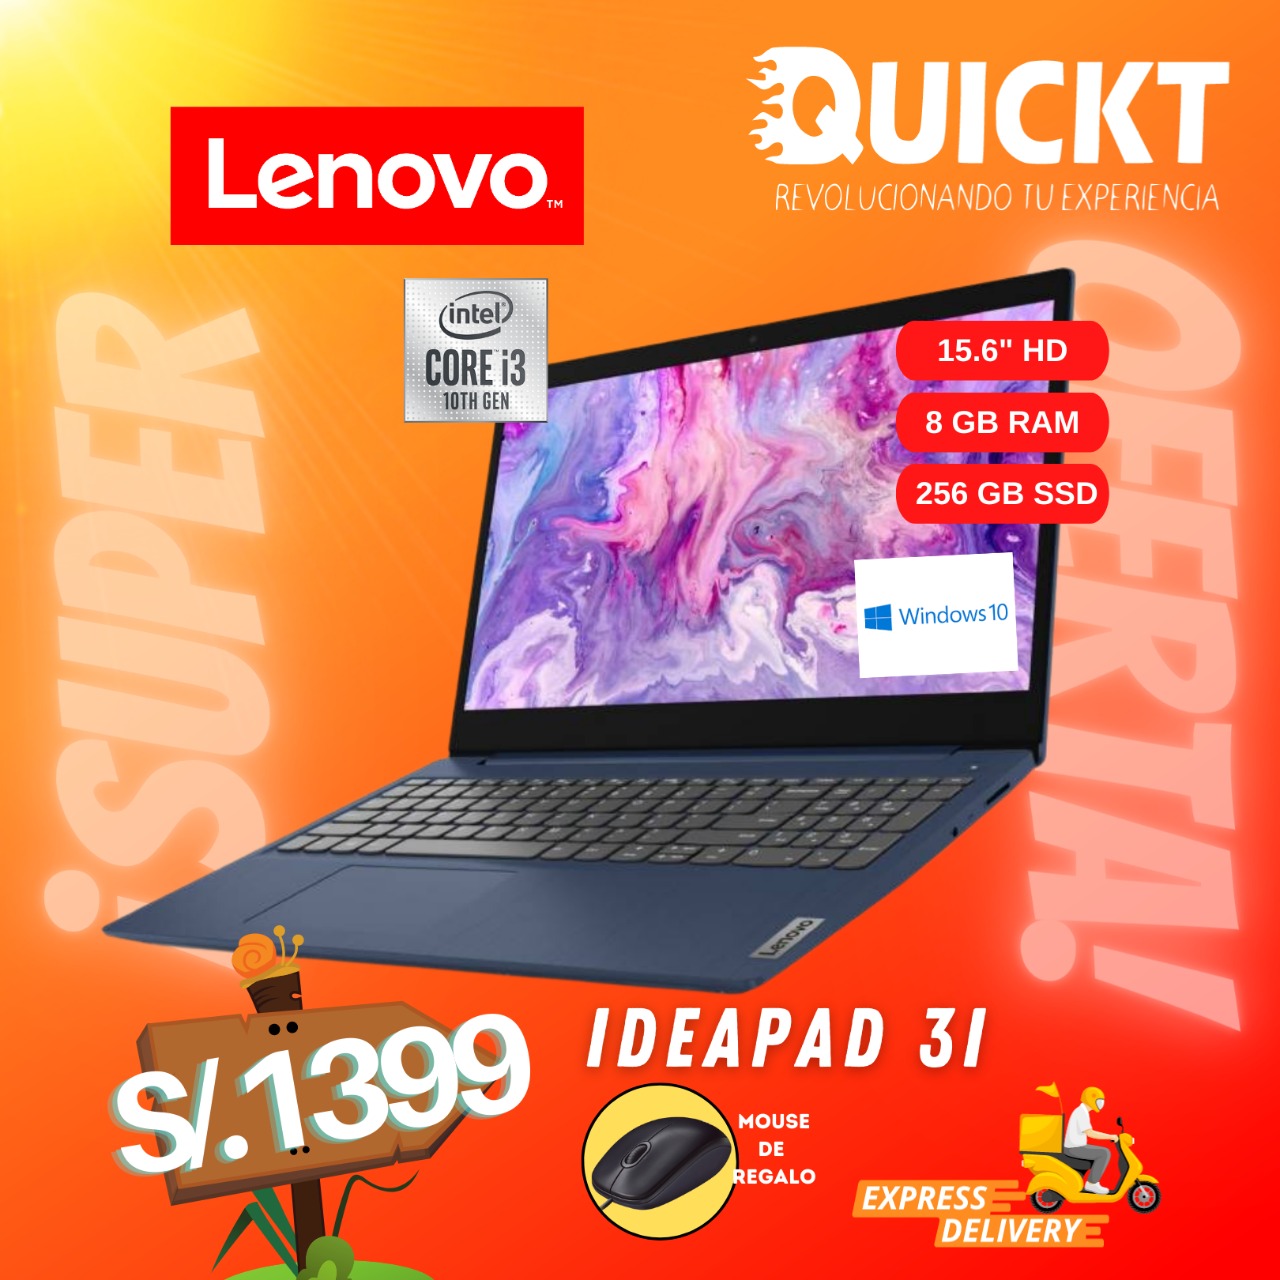 QUICKT
REVOLUCIONANDO TU EXPERIENCIA
Lenovo™
intel
CORE i3
10TH GEN
15.6" HD
8 GB RAM
256 GB SSD
Windows 10
¡SUPER
OFERTA!
Lenovo
S/.1399
IDEAPAD 3I
MOUSE
DE
REGALO
EXPRESS
DELIVERY